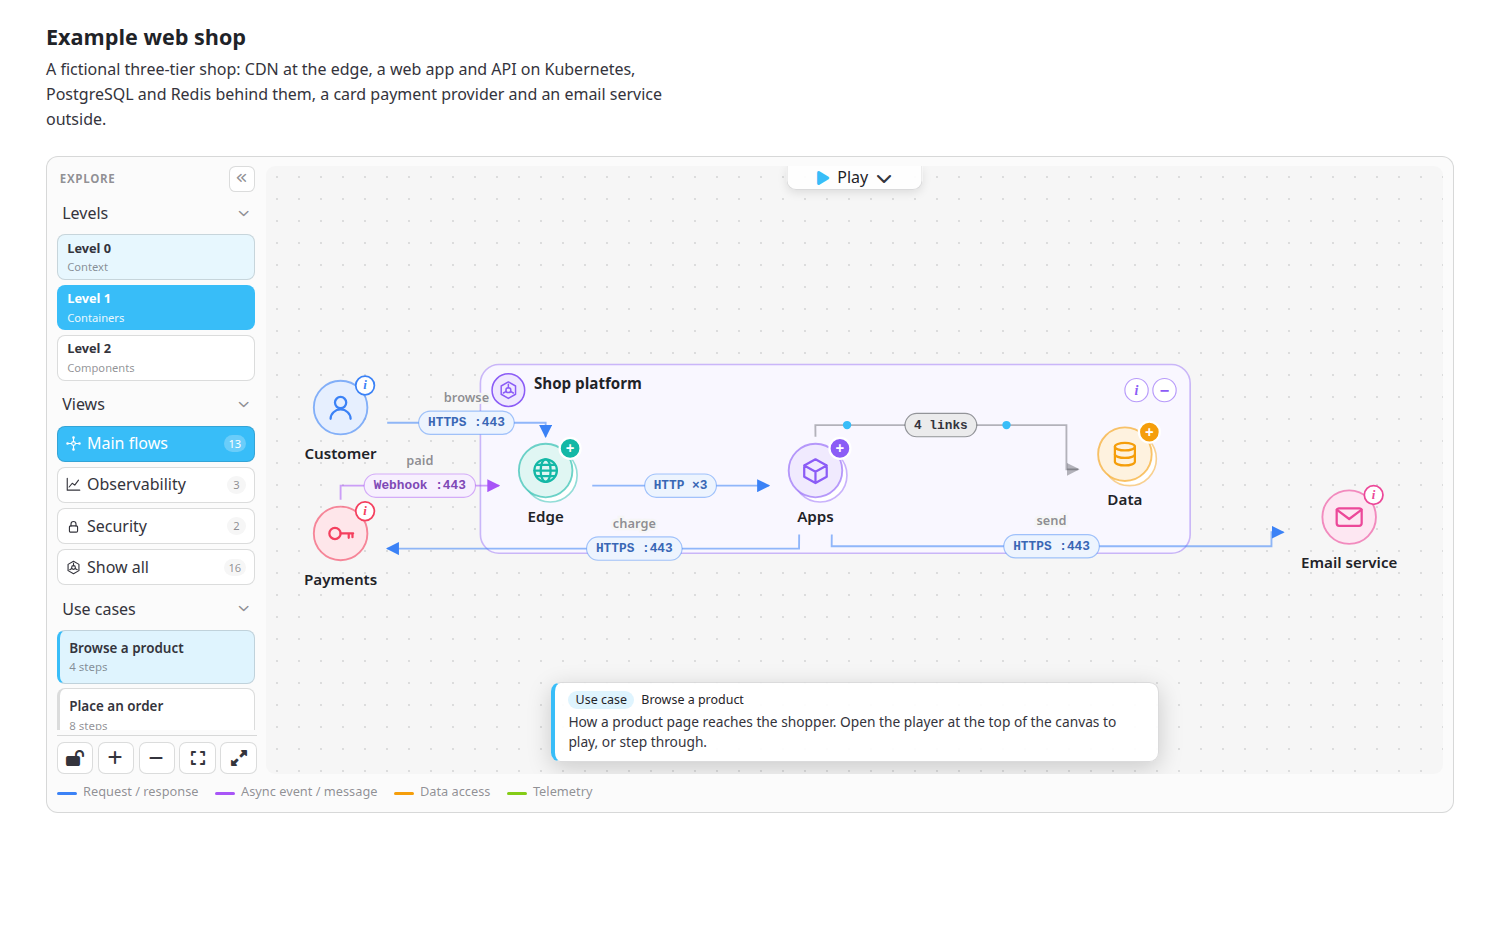 Example web shop
A fictional three-tier shop: CDN at the edge, a web app and API on Kubernetes,
PostgreSQL and Redis behind them, a card payment provider and an email service
outside.
EXPLORE
Levels
Level 0
Context
Level 1
Containers
Level 2
Components
Views
Main flows 13
Observability 3
Security 2
Show all 16
Use cases
Browse a product
4 steps
Place an order
8 steps
Play
Shop platform
i
browse
HTTPS :443
i
Customer
paid
Webhook :443
i
Payments
Edge
HTTP ×3
Apps
4 links
Data
charge
HTTPS :443
send
HTTPS :443
i
Email service
Use case Browse a product
How a product page reaches the shopper. Open the player at the top of the canvas to
play, or step through.
Request / response
Async event / message
Data access
Telemetry